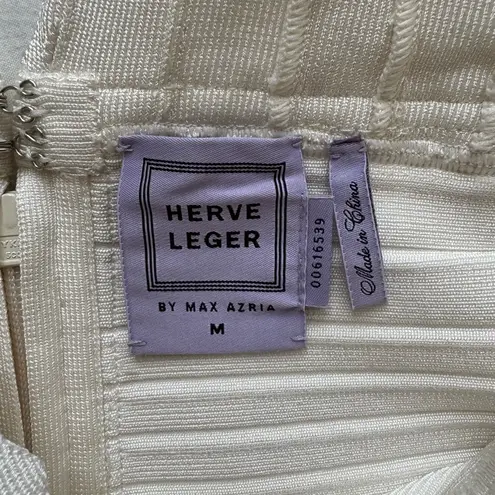 HERVE
LEGER
BY MAX AZRIA
M
00616539
Made in China